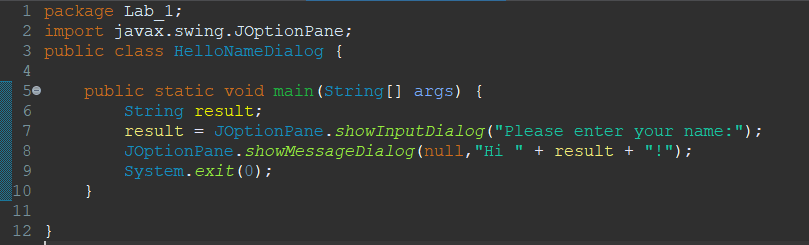 1 package Lab_1;
2 import javax.swing.JOptionPane;
3 public class HelloNameDialog {
4
5     public static void main(String[] args) {
6         String result;
7         result = JOptionPane.showInputDialog("Please enter your name:");
8         JOptionPane.showMessageDialog(null,"Hi " + result + "!");
9         System.exit(0);
10     }
11
12 }